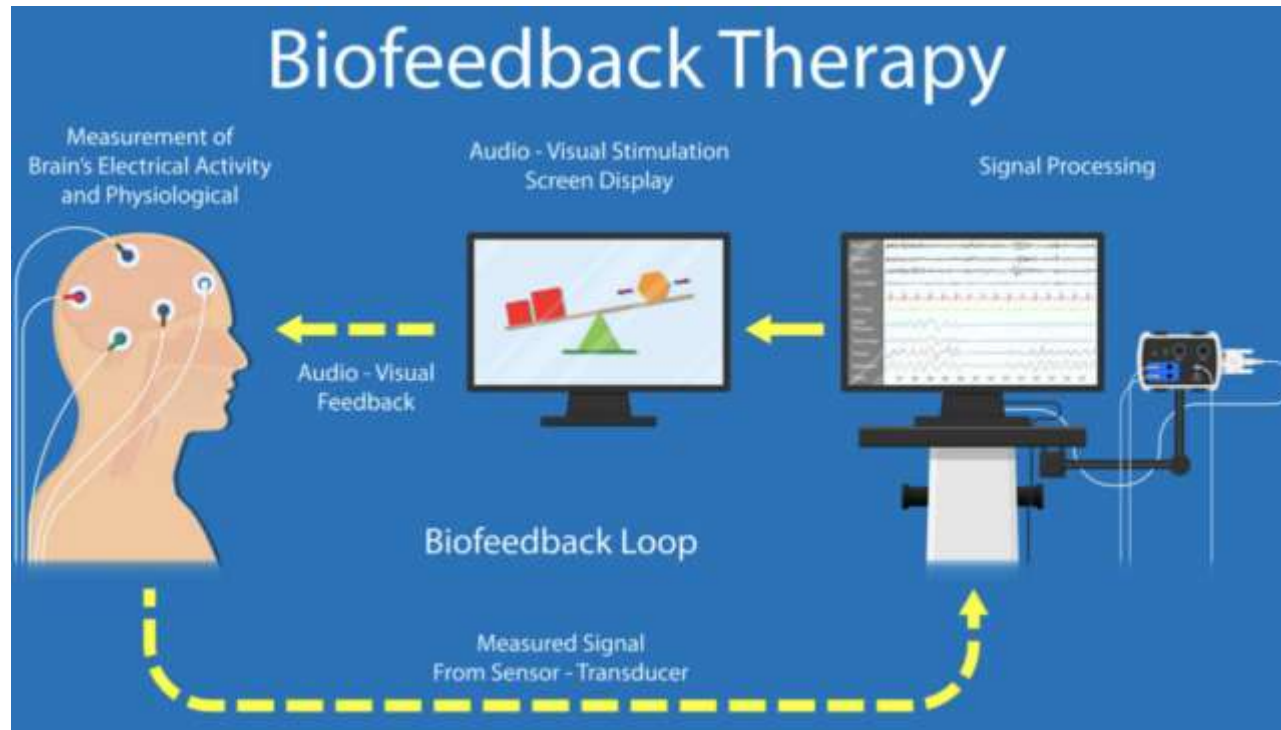 Biofeedback Therapy
Measurement of
Brain's Electrical Activity
and Physiological
Audio - Visual Stimulation
Screen Display
Signal Processing
Audio - Visual
Feedback
Biofeedback Loop
Measured Signal
From Sensor - Transducer